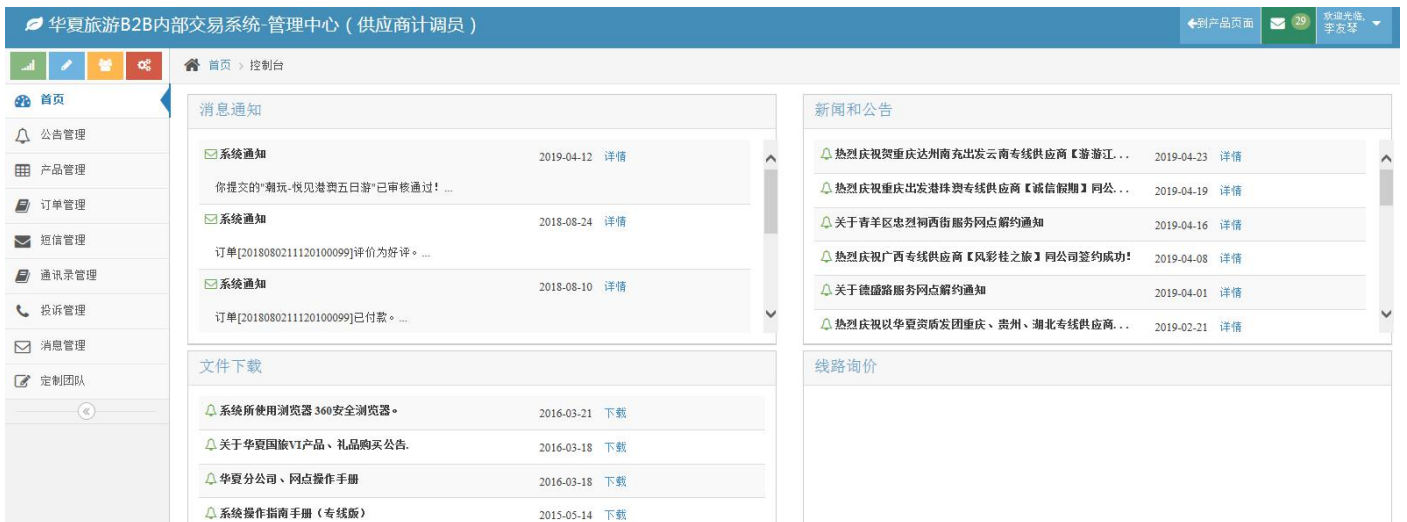 华夏旅游B2B内部交易系统-管理中心（供应商计调员）
到产品页面
29
欢迎光临,
李友琴
首页 > 控制台
首页
公告管理
产品管理
订单管理
短信管理
通讯录管理
投诉管理
消息管理
定制团队
消息通知
系统通知 2019-04-12 详情
你提交的"潮玩-悦见港澳五日游"已审核通过！...
系统通知 2018-08-24 详情
订单[2018080211120100099]评价为好评。...
系统通知 2018-08-10 详情
订单[2018080211120100099]已付款。...
新闻和公告
热烈庆祝贺重庆达州南充出发云南专线供应商【游游江... 2019-04-23 详情
热烈庆祝重庆出发港珠澳专线供应商【诚信假期】同公... 2019-04-19 详情
关于青羊区忠烈祠西街服务网点解约通知 2019-04-16 详情
热烈庆祝广西专线供应商【风彩桂之旅】同公司签约成功! 2019-04-08 详情
关于德盛路服务网点解约通知 2019-04-01 详情
热烈庆祝以华夏资质发团重庆、贵州、湖北专线供应商... 2019-02-21 详情
文件下载
系统所使用浏览器 360安全浏览器。 2016-03-21 下载
关于华夏国旅VI产品、礼品购买公告. 2016-03-18 下载
华夏分公司、网点操作手册 2016-03-18 下载
系统操作指南手册（专线版） 2015-05-14 下载
线路询价